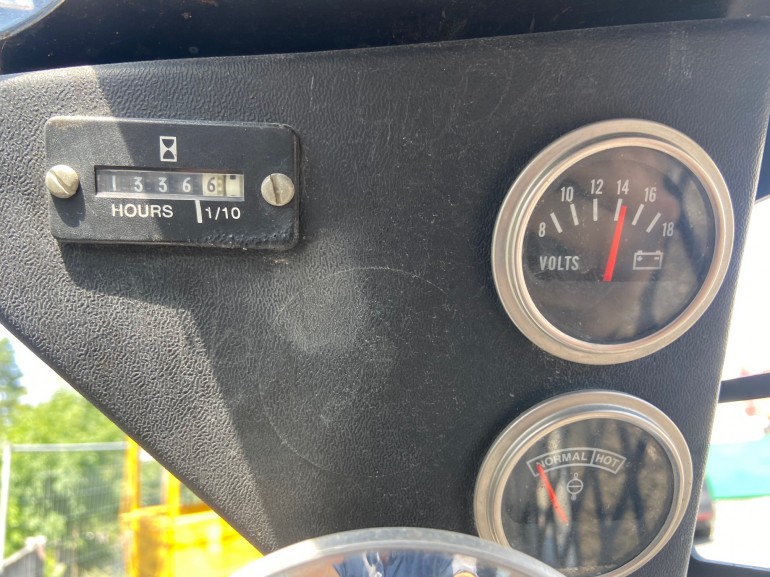 13366
HOURS 1/10
8 10 12 14 16 18
VOLTS
NORMAL HOT